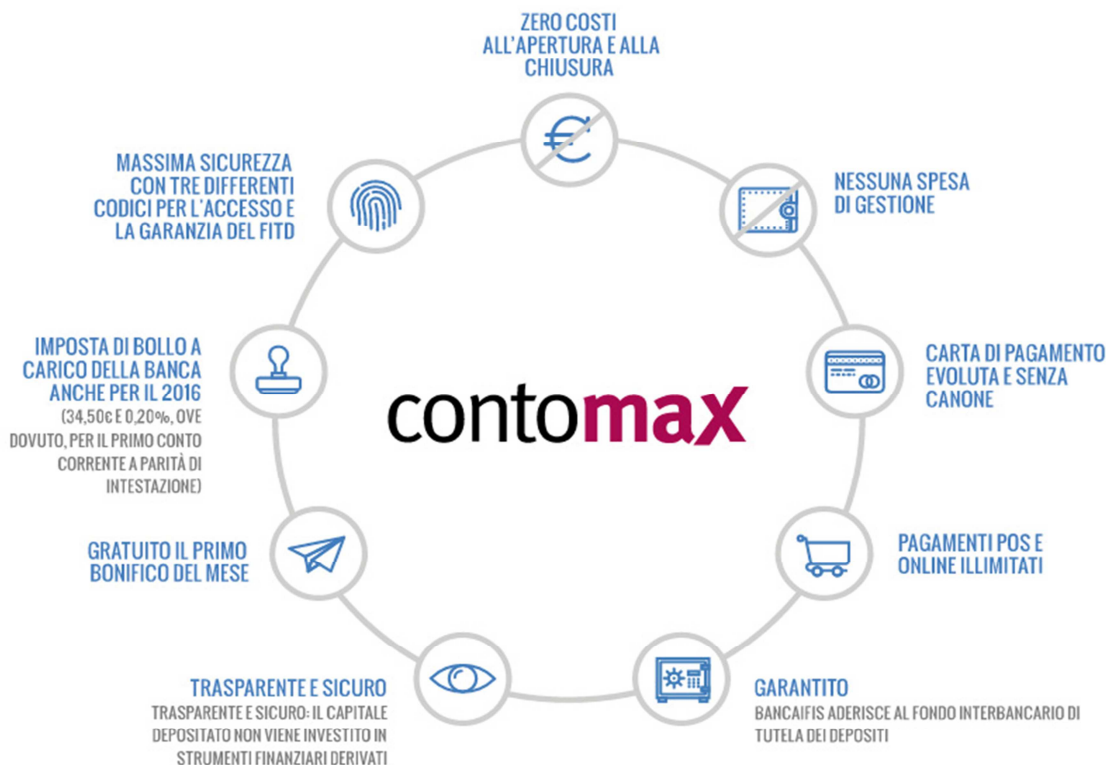 ZERO COSTI
ALL'APERTURA E ALLA
CHIUSURA
NESSUNA SPESA
DI GESTIONE
CARTA DI PAGAMENTO
EVOLUTA E SENZA
CANONE
PAGAMENTI POS E
ONLINE ILLIMITATI
GARANTITO
BANCAIFIS ADERISCE AL FONDO INTERBANCARIO DI
TUTELA DEI DEPOSITI
TRASPARENTE E SICURO
TRASPARENTE E SICURO: IL CAPITALE
DEPOSITATO NON VIENE INVESTITO IN
STRUMENTI FINANZIARI DERIVATI
GRATUITO IL PRIMO
BONIFICO DEL MESE
IMPOSTA DI BOLLO A
CARICO DELLA BANCA
ANCHE PER IL 2016
(34,50€ E 0,20%, OVE
DOVUTO, PER IL PRIMO CONTO
CORRENTE A PARITÀ DI
INTESTAZIONE)
MASSIMA SICUREZZA
CON TRE DIFFERENTI
CODICI PER L'ACCESSO E
LA GARANZIA DEL FITD
contomax